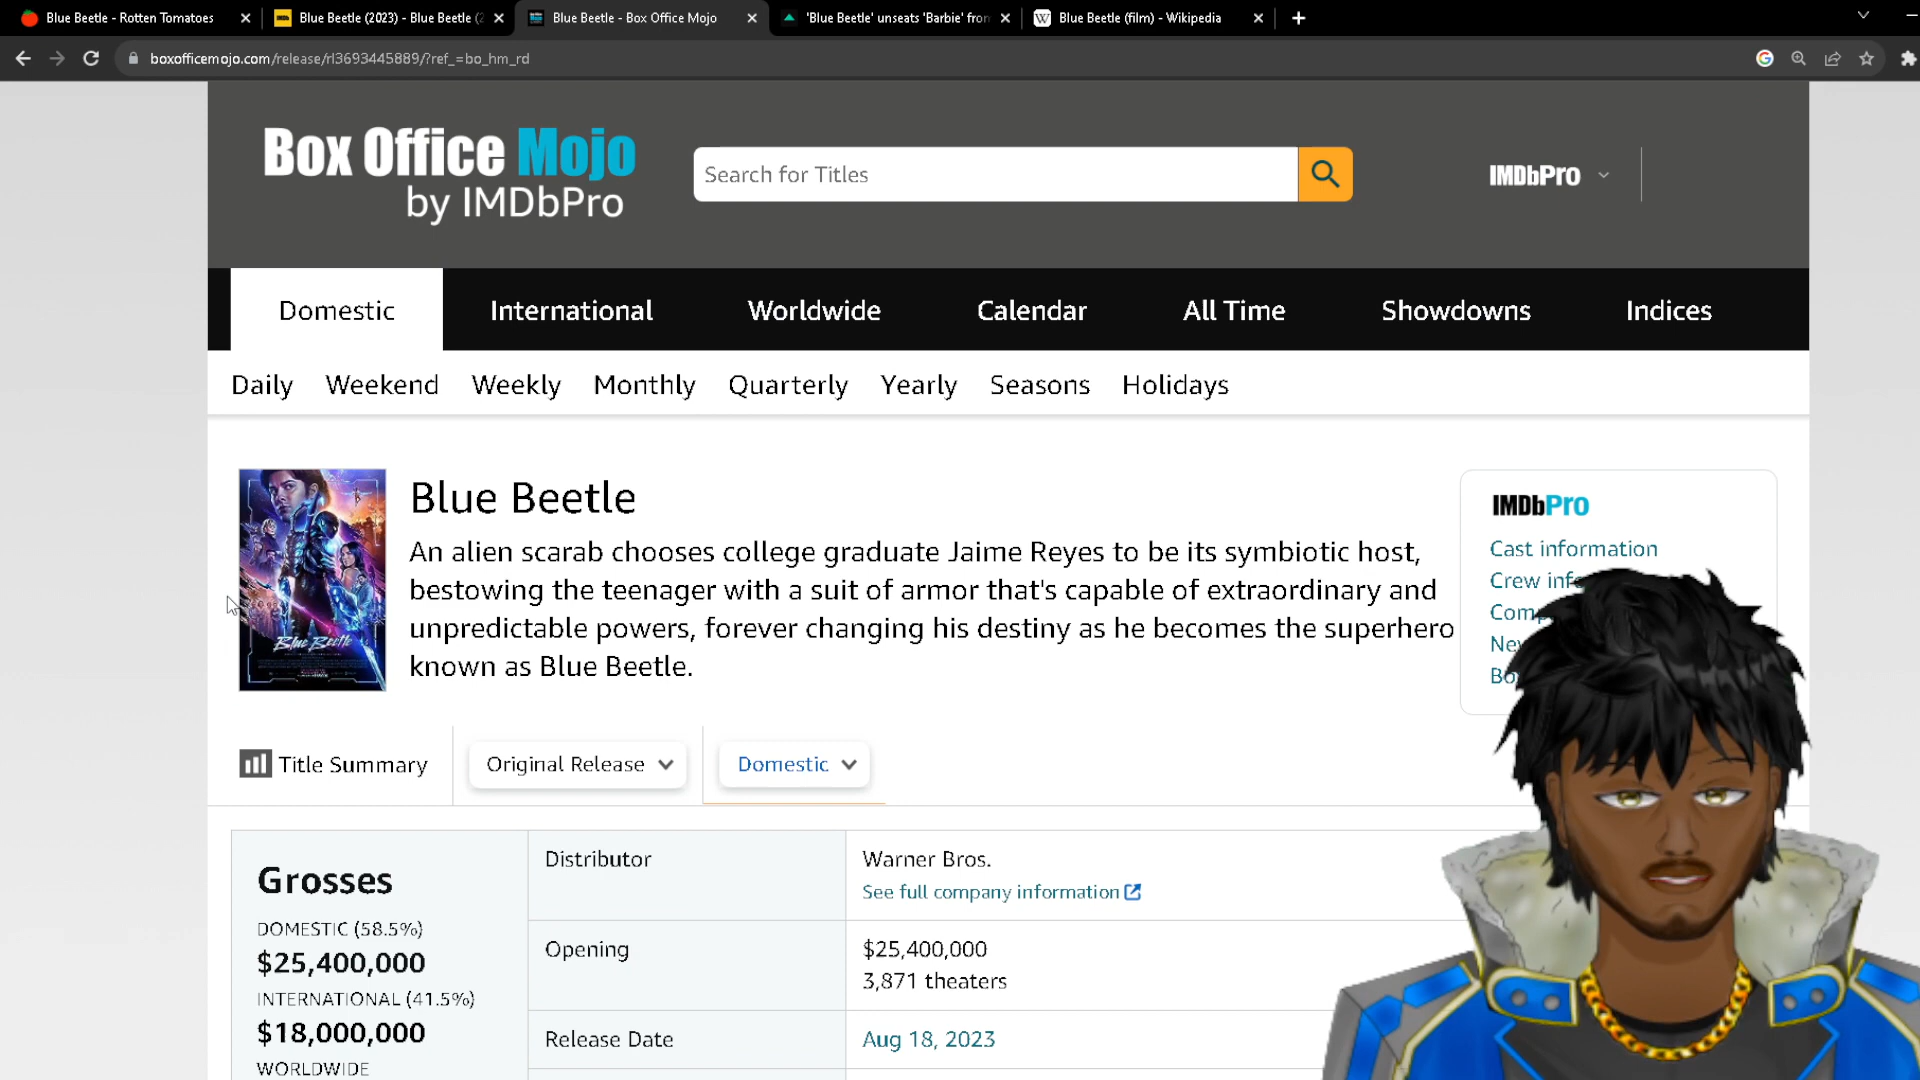 Blue Beetle - Rotten Tomatoes
Blue Beetle (2023) - Blue Beetle (2
Blue Beetle - Box Office Mojo
'Blue Beetle' unseats 'Barbie' from
Blue Beetle (film) - Wikipedia
boxofficemojo.com/release/rl3693445889/?ref_=bo_hm_rd
Box Office Mojo
by IMDbPro
Search for Titles
IMDbPro
Domestic
International
Worldwide
Calendar
All Time
Showdowns
Indices
Daily
Weekend
Weekly
Monthly
Quarterly
Yearly
Seasons
Holidays
Blue Beetle
Blue Beetle
An alien scarab chooses college graduate Jaime Reyes to be its symbiotic host,
bestowing the teenager with a suit of armor that's capable of extraordinary and
unpredictable powers, forever changing his destiny as he becomes the superhero
known as Blue Beetle.
IMDbPro
Cast information
Crew inf
Com
Ne
Bo
Title Summary
Original Release
Domestic
Grosses
DOMESTIC (58.5%)
$25,400,000
INTERNATIONAL (41.5%)
$18,000,000
WORLDWIDE
Distributor
Warner Bros.
See full company information
Opening
$25,400,000
3,871 theaters
Release Date
Aug 18, 2023